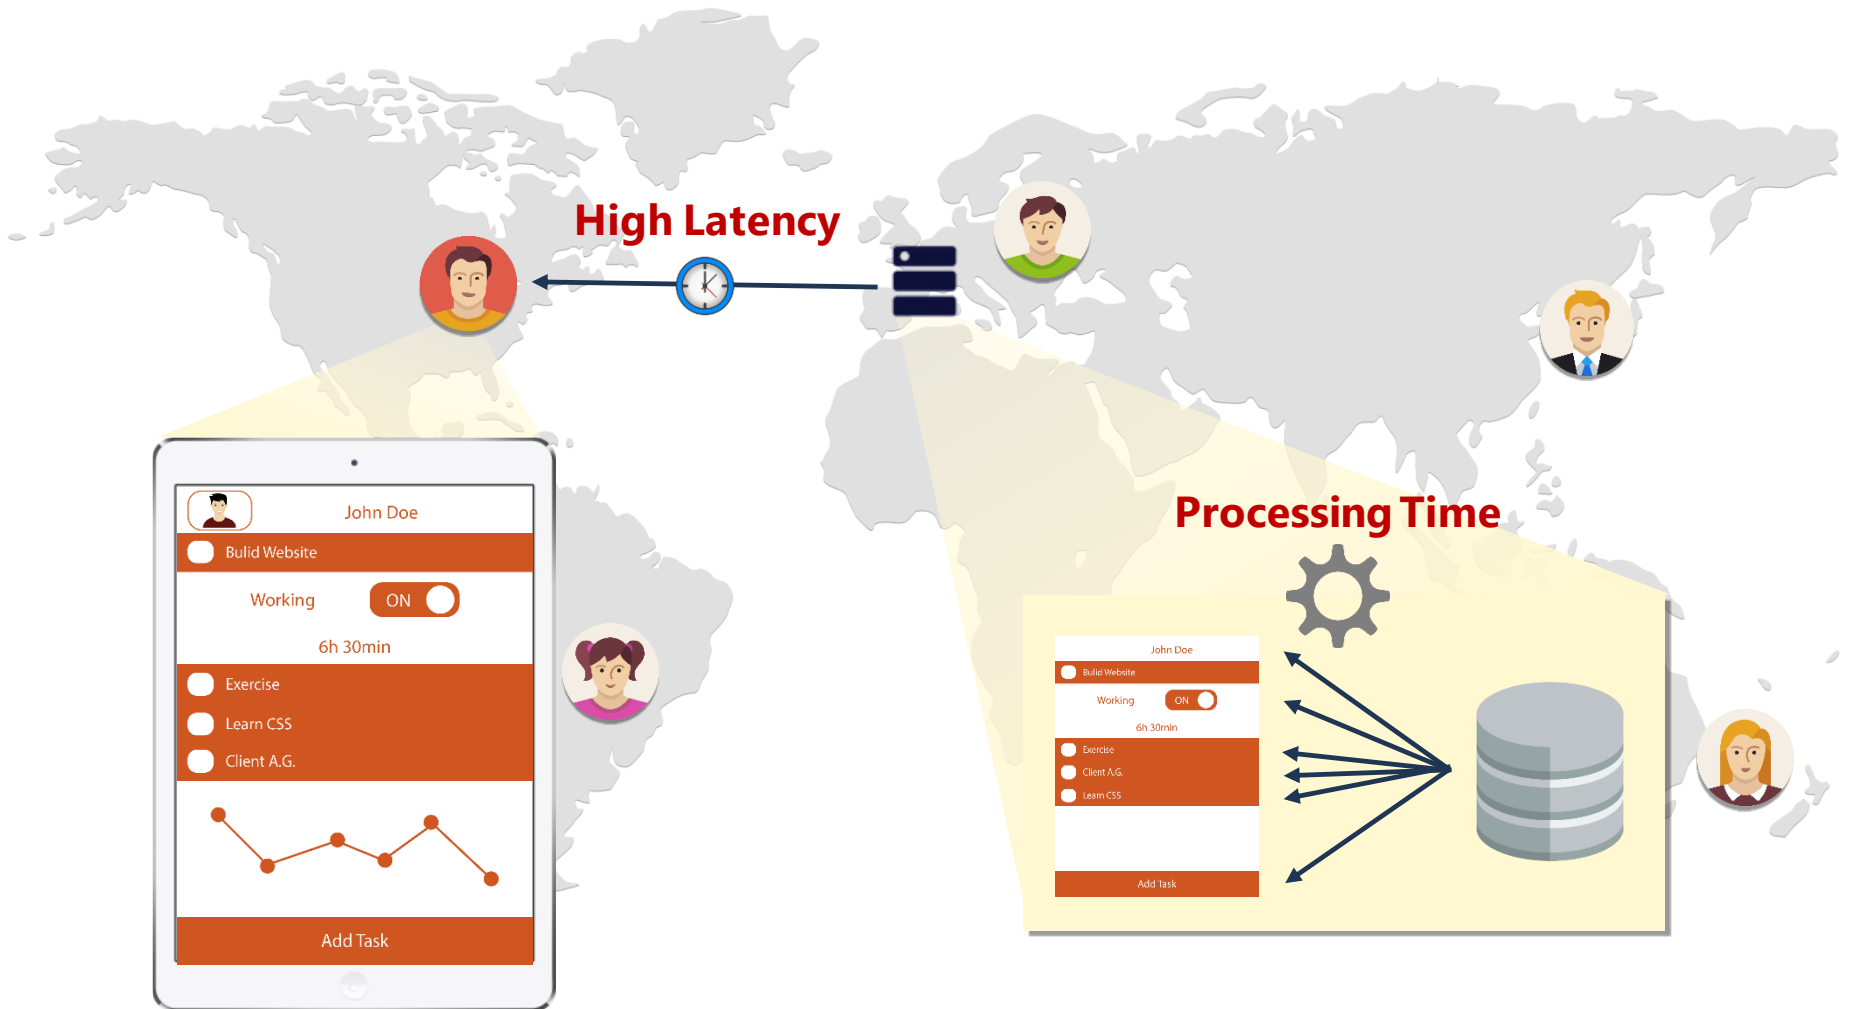 High Latency
John Doe
Bulid Website
Working
ON
6h 30min
Exercise
Learn CSS
Client A.G.
Add Task
Processing Time
John Doe
Bulid Website
Working
ON
6h 30min
Exercise
Client A.G.
Learn CSS
Add Task